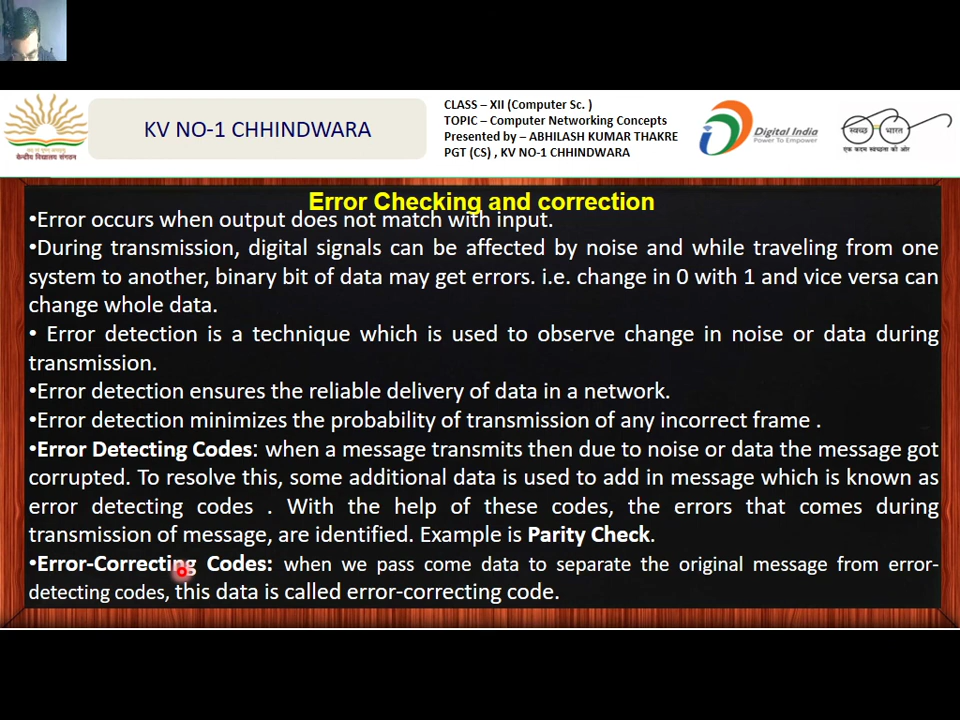 KV NO-1 CHHINDWARA
केन्द्रीय विद्यालय संगठन
CLASS – XII (Computer Sc. )
TOPIC – Computer Networking Concepts
Presented by – ABHILASH KUMAR THAKRE
PGT (CS) , KV NO-1 CHHINDWARA
Digital India
Power To Empower
स्वच्छ भारत
एक कदम स्वच्छता की ओर
Error Checking and correction
•Error occurs when output does not match with input.
•During transmission, digital signals can be affected by noise and while traveling from one
system to another, binary bit of data may get errors. i.e. change in 0 with 1 and vice versa can
change whole data.
• Error detection is a technique which is used to observe change in noise or data during
transmission.
•Error detection ensures the reliable delivery of data in a network.
•Error detection minimizes the probability of transmission of any incorrect frame .
•Error Detecting Codes: when a message transmits then due to noise or data the message got
corrupted. To resolve this, some additional data is used to add in message which is known as
error detecting codes . With the help of these codes, the errors that comes during
transmission of message, are identified. Example is Parity Check.
•Error-Correcting Codes: when we pass come data to separate the original message from error-
detecting codes, this data is called error-correcting code.